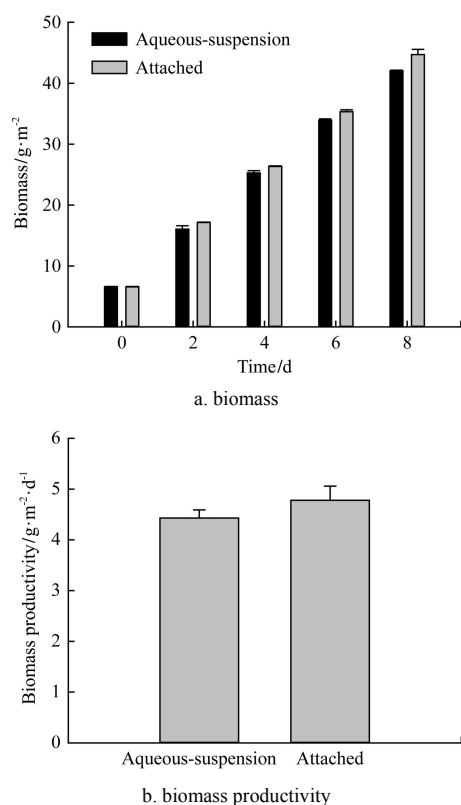 50
Aqueous-suspension
Attached
40
30
20
10
0
Biomass/g·m⁻²
0 2 4 6 8
Time/d
a. biomass
6
5
4
3
2
1
0
Biomass productivity/g·m⁻²·d⁻¹
Aqueous-suspension Attached
b. biomass productivity